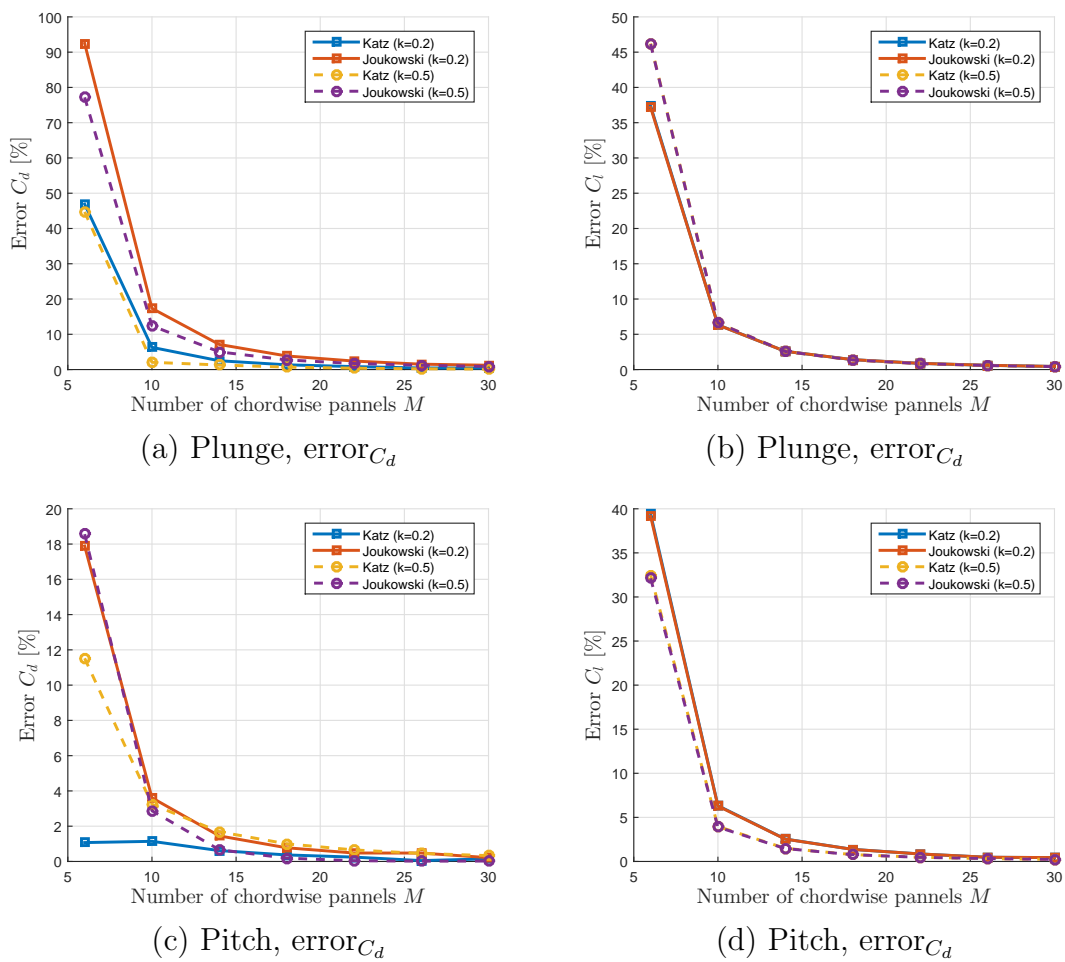 100
90
80
70
60
50
40
30
20
10
0
Error $C_d$ [%]
Katz (k=0.2)
Joukowski (k=0.2)
Katz (k=0.5)
Joukowski (k=0.5)
5 10 15 20 25 30
Number of chordwise pannels $M$
(a) Plunge, error$_{C_d}$
50
45
40
35
30
25
20
15
10
5
0
Error $C_l$ [%]
Katz (k=0.2)
Joukowski (k=0.2)
Katz (k=0.5)
Joukowski (k=0.5)
5 10 15 20 25 30
Number of chordwise pannels $M$
(b) Plunge, error$_{C_d}$
20
18
16
14
12
10
8
6
4
2
0
Error $C_d$ [%]
Katz (k=0.2)
Joukowski (k=0.2)
Katz (k=0.5)
Joukowski (k=0.5)
5 10 15 20 25 30
Number of chordwise pannels $M$
(c) Pitch, error$_{C_d}$
40
35
30
25
20
15
10
5
0
Error $C_l$ [%]
Katz (k=0.2)
Joukowski (k=0.2)
Katz (k=0.5)
Joukowski (k=0.5)
5 10 15 20 25 30
Number of chordwise pannels $M$
(d) Pitch, error$_{C_d}$